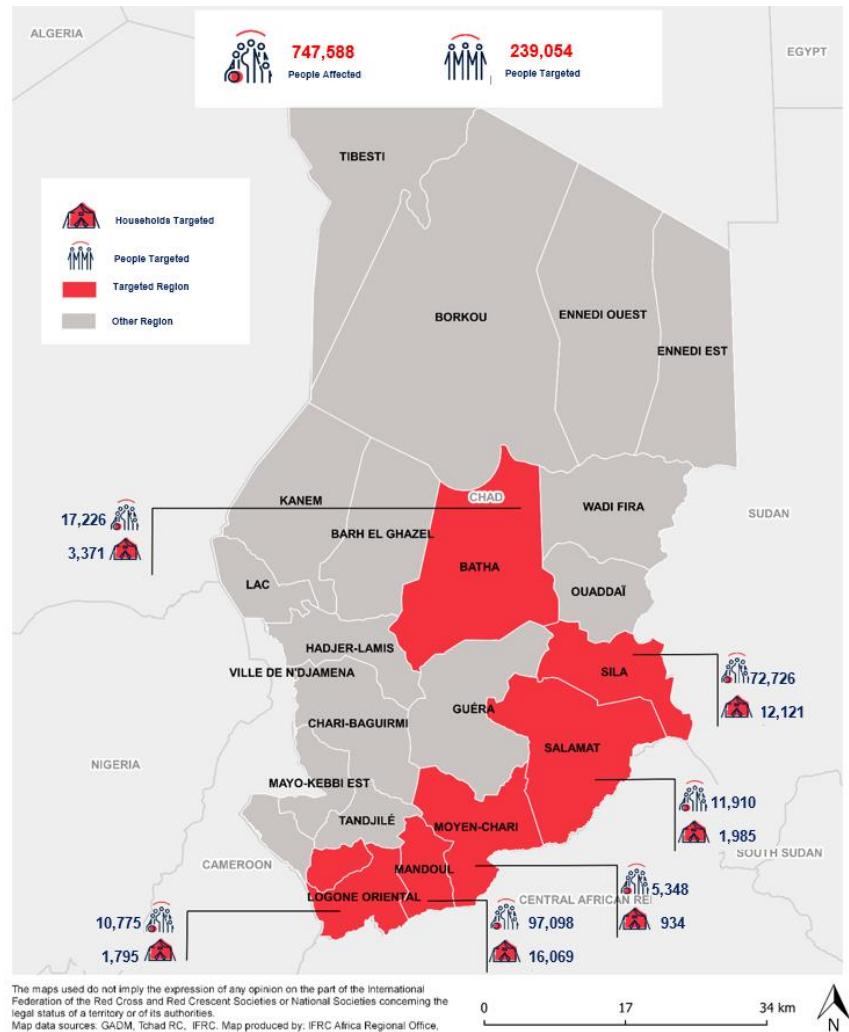 ALGERIA
EGYPT
747,588
People Affected
239,054
People Targeted
TIBESTI
Households Targeted
People Targeted
Targeted Region
Other Region
BORKOU
ENNEDI OUEST
ENNEDI EST
KANEM
CHAD
WADI FIRA
SUDAN
17,226
3,371
BARH EL GHAZEL
BATHA
LAC
OUADDAÏ
HADJER-LAMIS
VILLE DE N'DJAMENA
SILA
72,726
12,121
GUÉRA
CHARI-BAGUIRMI
SALAMAT
NIGERIA
MAYO-KEBBI EST
11,910
1,985
TANDJILÉ
MOYEN-CHARI
SOUTH SUDAN
CAMEROON
MANDOUL
5,348
934
LOGONE ORIENTAL
CENTRAL AFRICAN RE
10,775
1,795
97,098
16,069
The maps used do not imply the expression of any opinion on the part of the International
Federation of the Red Cross and Red Crescent Societies or National Societies concerning the
legal status of a territory or of its authorities.
Map data sources: GADM, Tchad RC, IFRC. Map produced by: IFRC Africa Regional Office,
0 17 34 km
N